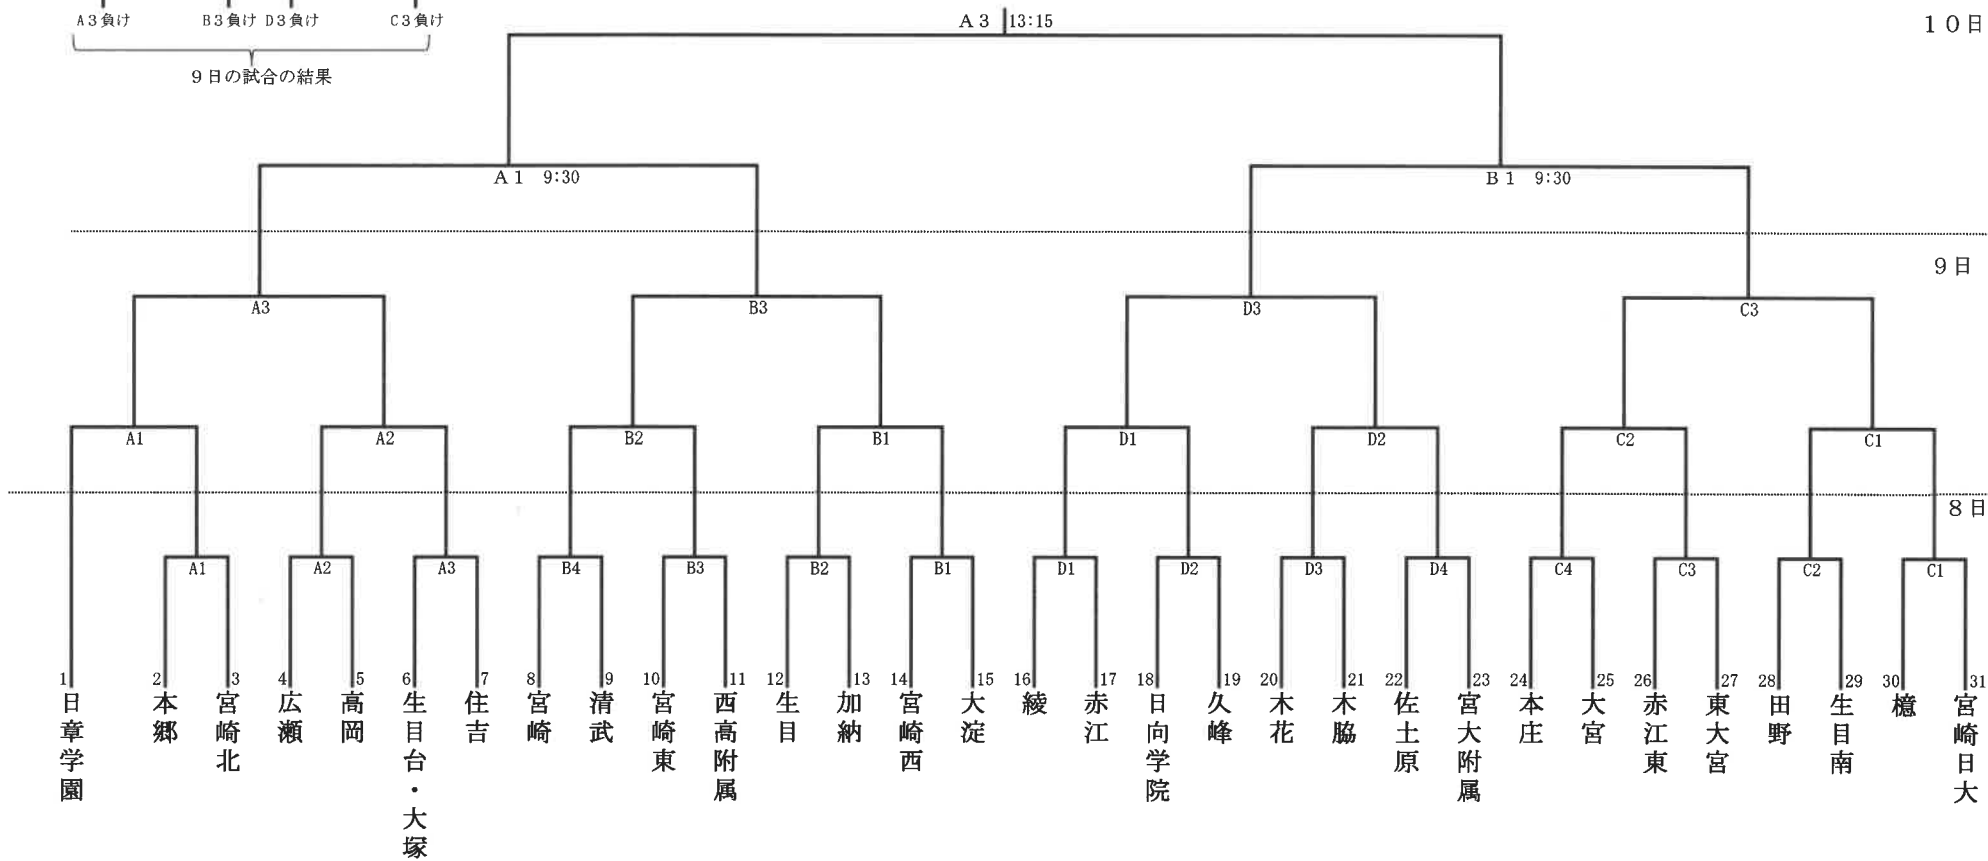 A3負け
B3負け
D3負け
C3負け
9日の試合の結果
A3
13:15
10日
A1 9:30
B1 9:30
9日
A3
B3
D3
C3
A1
A2
B2
B1
D1
D2
C2
C1
8日
A1
A2
A3
B4
B3
B2
B1
D1
D2
D3
D4
C4
C3
C2
C1
1
日章学園
2
本郷
3
宮崎北
4
広瀬
5
高岡
6
生目台・大塚
7
住吉
8
宮崎
9
清武
10
宮崎東
11
西高附属
12
生目
13
加納
14
宮崎西
15
大淀
16
綾
17
赤江
18
日向学院
19
久峰
20
木花
21
木脇
22
佐土原
23
宮大附属
24
本庄
25
大宮
26
赤江東
27
東大宮
28
田野
29
生目南
30
檍
31
宮崎日大